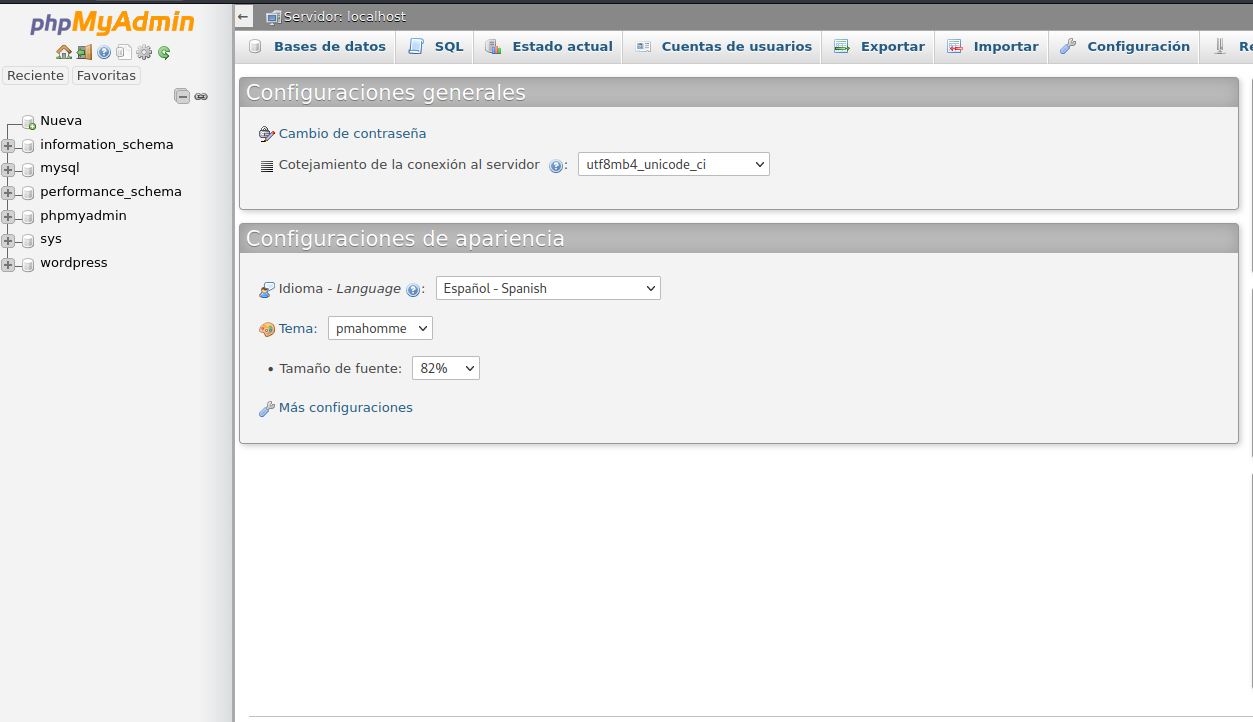 phpMyAdmin
Reciente Favoritas
Nueva
information_schema
mysql
performance_schema
phpmyadmin
sys
wordpress
Servidor: localhost
Bases de datos SQL Estado actual Cuentas de usuarios Exportar Importar Configuración
Configuraciones generales
Cambio de contraseña
Cotejamiento de la conexión al servidor : utf8mb4_unicode_ci
Configuraciones de apariencia
Idioma - Language : Español - Spanish
Tema: pmahomme
• Tamaño de fuente: 82%
Más configuraciones